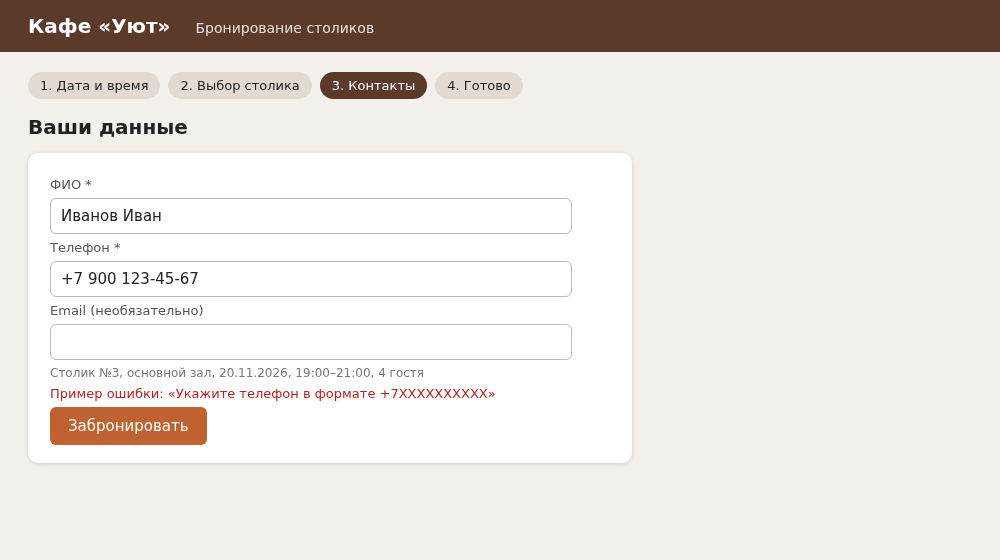 Кафе «Уют» Бронирование столиков
1. Дата и время 2. Выбор столика 3. Контакты 4. Готово
Ваши данные
ФИО *
Иванов Иван
Телефон *
+7 900 123-45-67
Email (необязательно)
Столик №3, основной зал, 20.11.2026, 19:00–21:00, 4 гостя
Пример ошибки: «Укажите телефон в формате +7XXXXXXXXXX»
Забронировать